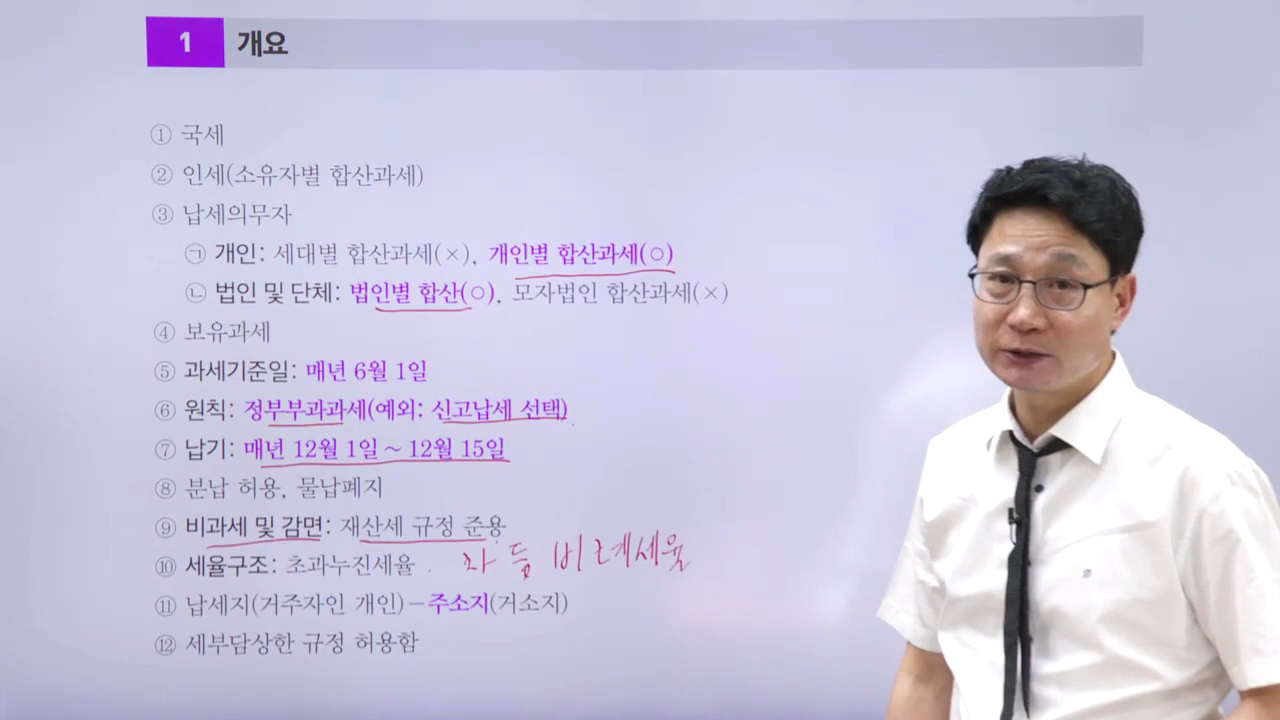 1 개요
① 국세
② 인세(소유자별 합산과세)
③ 납세의무자
㉠ 개인: 세대별 합산과세(×), 개인별 합산과세(○)
㉡ 법인 및 단체: 법인별 합산(○), 모자법인 합산과세(×)
④ 보유과세
⑤ 과세기준일: 매년 6월 1일
⑥ 원칙: 정부부과과세(예외: 신고납세 선택)
⑦ 납기: 매년 12월 1일 ~ 12월 15일
⑧ 분납 허용, 물납폐지
⑨ 비과세 및 감면: 재산세 규정 준용
⑩ 세율구조: 초과누진세율 차등 비례세율
⑪ 납세지(거주자인 개인)-주소지(거소지)
⑫ 세부담상한 규정 허용함